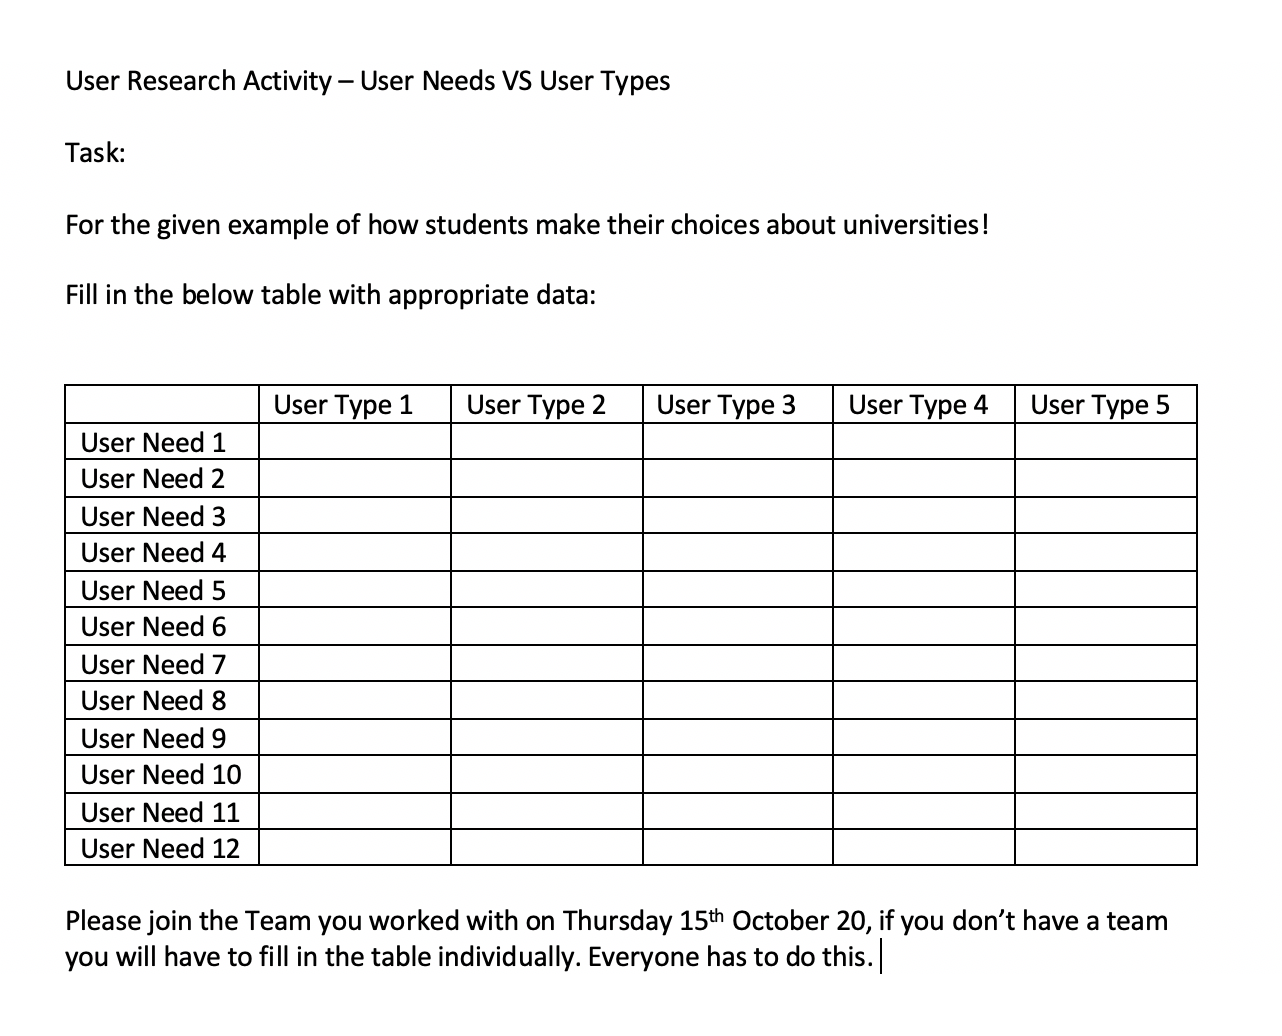 User Research Activity – User Needs VS User Types
Task:
For the given example of how students make their choices about universities!
Fill in the below table with appropriate data:
User Type 1 User Type 2 User Type 3 User Type 4 User Type 5
User Need 1
User Need 2
User Need 3
User Need 4
User Need 5
User Need 6
User Need 7
User Need 8
User Need 9
User Need 10
User Need 11
User Need 12
Please join the Team you worked with on Thursday 15th October 20, if you don’t have a team
you will have to fill in the table individually. Everyone has to do this.